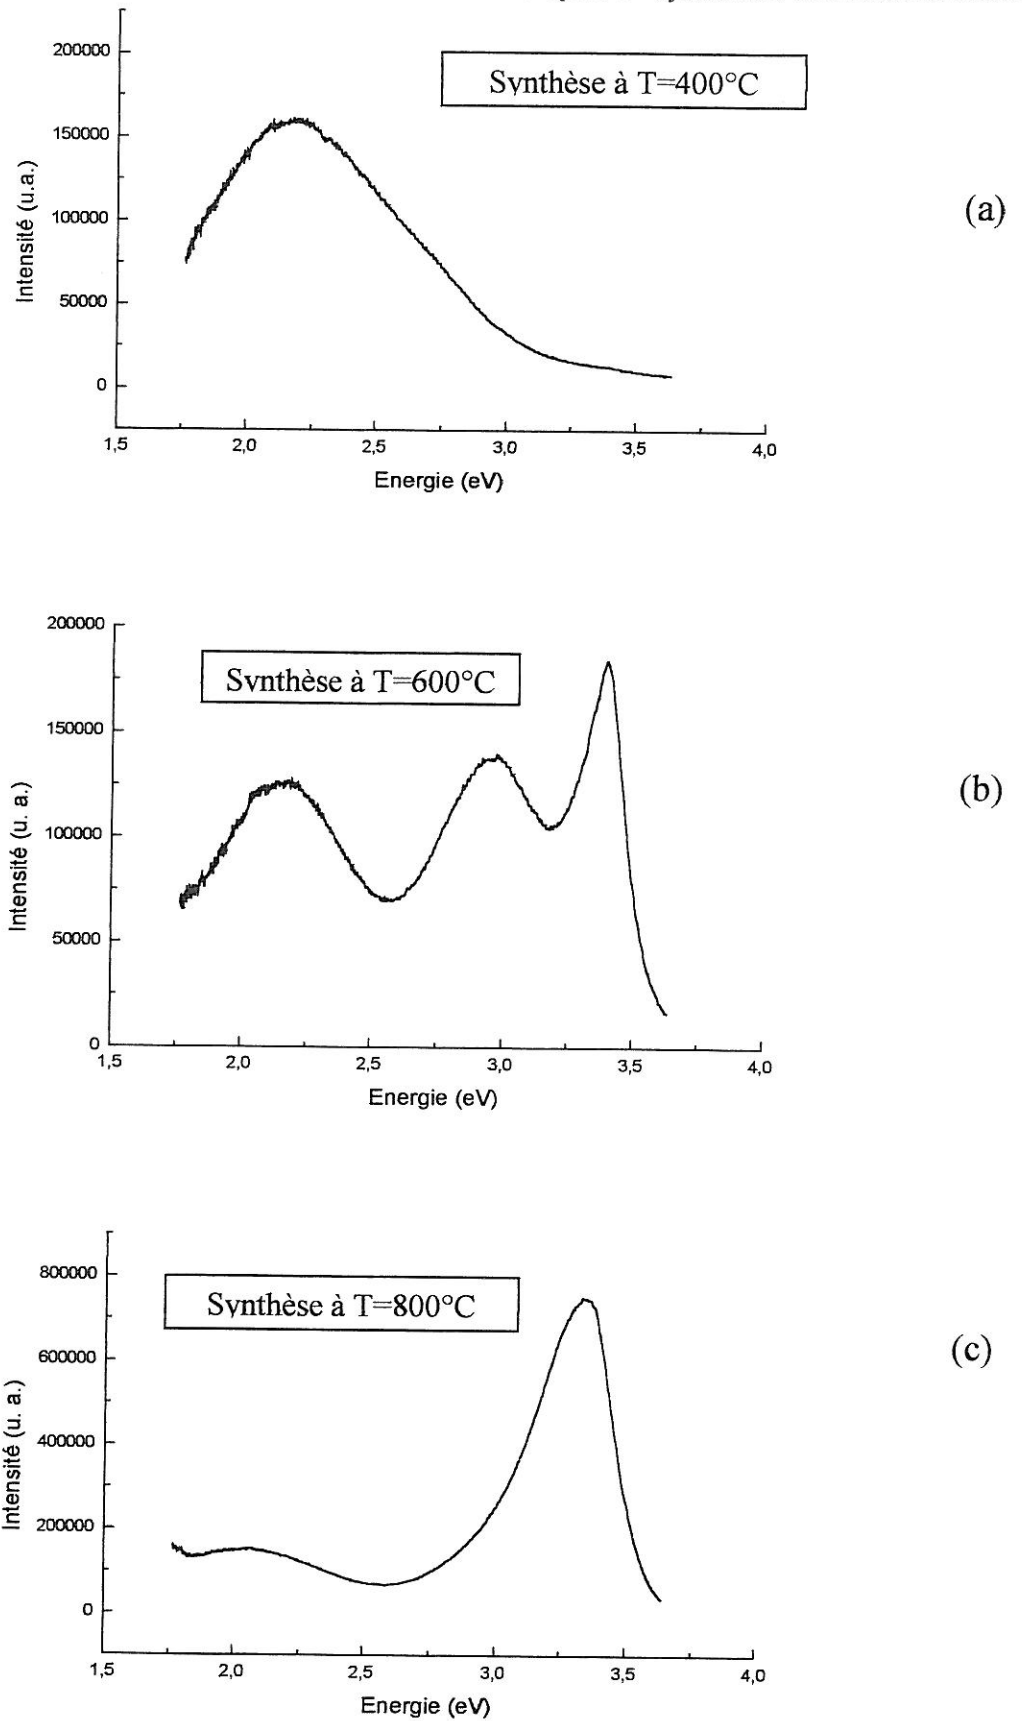 200000
Synthèse à T=400°C
150000
(a)
100000
50000
0
Intensité (u.a.)
1,5 2,0 2,5 3,0 3,5 4,0
Energie (eV)
200000
Synthèse à T=600°C
150000
(b)
100000
50000
0
Intensité (u. a.)
1,5 2,0 2,5 3,0 3,5 4,0
Energie (eV)
800000
Synthèse à T=800°C
600000
(c)
400000
200000
0
Intensité (u. a.)
1,5 2,0 2,5 3,0 3,5 4,0
Energie (eV)